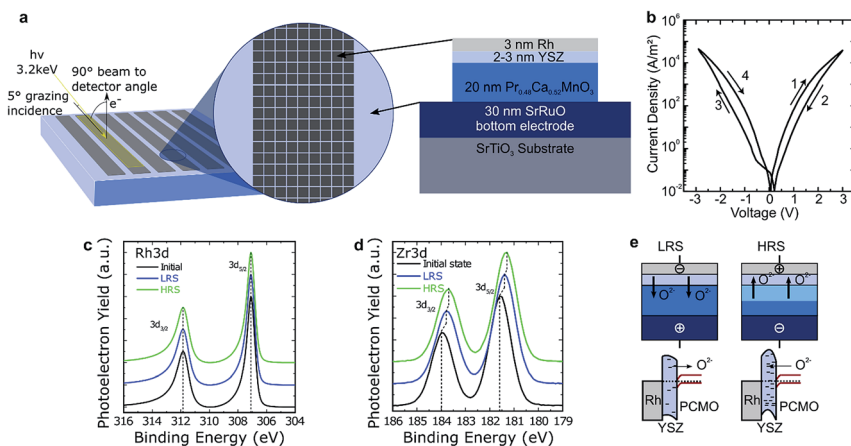 a
hv
3.2keV
90° beam to
detector angle
5° grazing
incidence
e⁻
3 nm Rh
2-3 nm YSZ
20 nm Pr₀.₄₈Ca₀.₅₂MnO₃
30 nm SrRuO
bottom electrode
SrTiO₃ Substrate
b
Current Density (A/m²)
10⁶
10⁴
10²
10⁰
10⁻²
4
3
1
2
-3 -2 -1 0 1 2 3
Voltage (V)
c
Photoelectron Yield (a.u.)
Rh3d
Initial
LRS
HRS
3d₅/₂
3d₃/₂
316 314 312 310 308 306 304
Binding Energy (eV)
d
Photoelectron Yield (a.u.)
Zr3d
Initial state
LRS
HRS
3d₅/₂
3d₃/₂
186 185 184 183 182 181 180 179
Binding Energy (eV)
e
LRS HRS
⊖ ⊕
O²⁻ O²⁻ O²⁻ O²⁻
⊕ ⊖
O²⁻ O²⁻
Rh PCMO Rh PCMO
YSZ YSZ